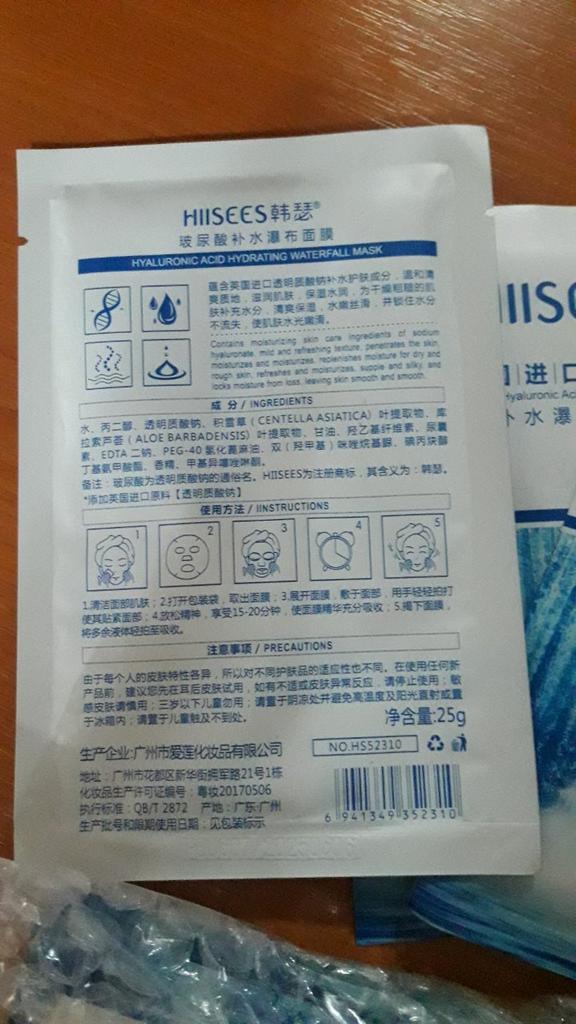 HIISEES韩瑟®
玻尿酸补水瀑布面膜
HYALURONIC ACID HYDRATING WATERFALL MASK
蕴含英国进口透明质酸钠补水护肤成分，温和清
爽质地，滋润肌肤，保湿水润，为干燥粗糙的肌
肤补充水分，清爽保湿，水嫩丝滑，并锁住水分
不流失，使肌肤水光嫩滑。
Contains moisturizing skin care ingredients of sodium
hyaluronate, mild and refreshing texture, penetrates the skin,
moisturizes and moisturizes, replenishes moisture for dry and
rough skin, refreshes and moisturizes, supple and silky, and
locks moisture from loss, leaving skin smooth and smooth.
成 分 / INGREDIENTS
水、丙二醇、透明质酸钠、积雪草（CENTELLA ASIATICA）叶提取物、库
拉索芦荟（ALOE BARBADENSIS）叶提取物、甘油、羟乙基纤维素、尿囊
素、EDTA 二钠、PEG-40 氢化蓖麻油、双（羟甲基）咪唑烷基脲、碘丙炔醇
丁基氨甲酸酯、香精、甲基异噻唑啉酮。
备注：玻尿酸为透明质酸钠的通俗名。HIISEES为注册商标，其含义为：韩瑟。
*添加英国进口原料【透明质酸钠】
使用方法 / IINSTRUCTIONS
1 2 3 4 5
1.清洁面部肌肤；2.打开包装袋，取出面膜；3.展开面膜，敷于面部，用手轻轻拍打
使其贴紧面部；4.放松精神，享受15-20分钟，使面膜精华充分吸收；5.揭下面膜，
将多余液体轻拍至吸收。
注意事项 / PRECAUTIONS
由于每个人的皮肤特性各异，所以对不同护肤品的适应性也不同。在使用任何新
产品前，建议您先在耳后皮肤试用，如有不适或皮肤异常反应，请停止使用；敏
感皮肤请慎用；三岁以下儿童勿用；请置于阴凉处并避免高温度及阳光直射或置
于冰箱内；请置于儿童触及不到处。
净含量:25g
生产企业:广州市爱莲化妆品有限公司
NO.HS52310
地址：广州市花都区新华街拥军路21号1栋
化妆品生产许可证编号：粤妆20170506
执行标准：QB/T 2872 产地：广东·广州
生产批号和限期使用日期：见包装标示
6 941349 352310
IISE
进口
Hyaluronic Aci
补水瀑